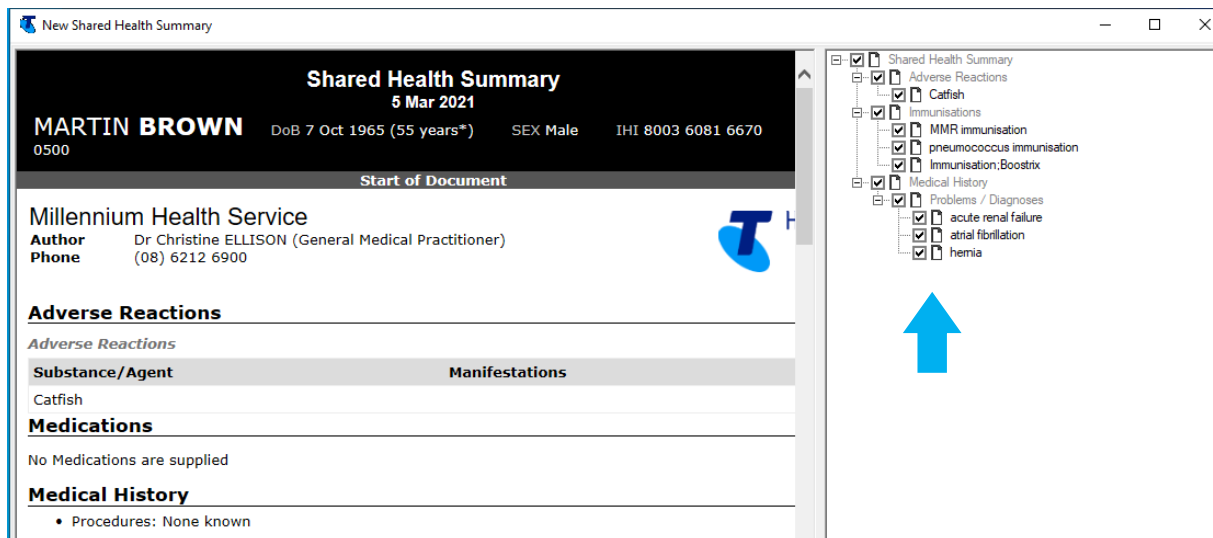 New Shared Health Summary
Shared Health Summary
5 Mar 2021
MARTIN BROWN DoB 7 Oct 1965 (55 years*) SEX Male IHI 8003 6081 6670
0500
Start of Document
Millennium Health Service
Author Dr Christine ELLISON (General Medical Practitioner)
Phone (08) 6212 6900
H
Adverse Reactions
Adverse Reactions
Substance/Agent Manifestations
Catfish
Medications
No Medications are supplied
Medical History
• Procedures: None known
Shared Health Summary
Adverse Reactions
Catfish
Immunisations
MMR immunisation
pneumococcus immunisation
Immunisation;Boostrix
Medical History
Problems / Diagnoses
acute renal failure
atrial fibrillation
hernia